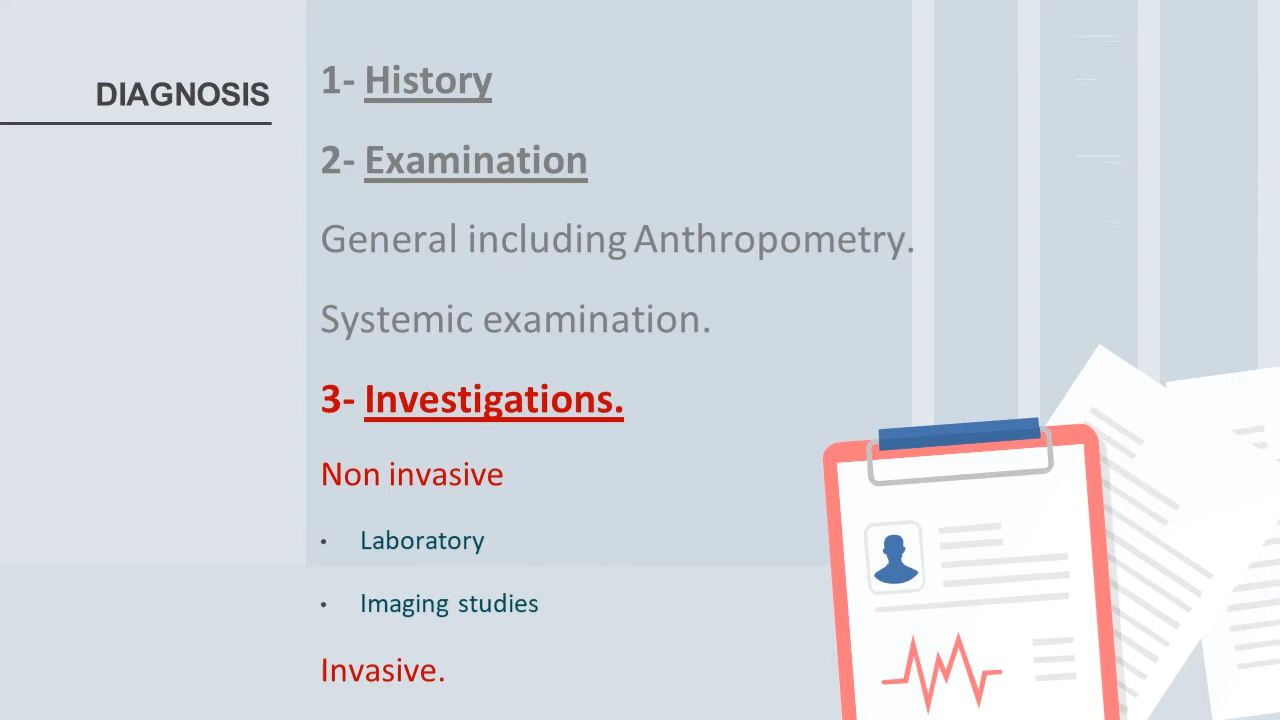 DIAGNOSIS
1- History
2- Examination
General including Anthropometry.
Systemic examination.
3- Investigations.
Non invasive
• Laboratory
• Imaging studies
Invasive.